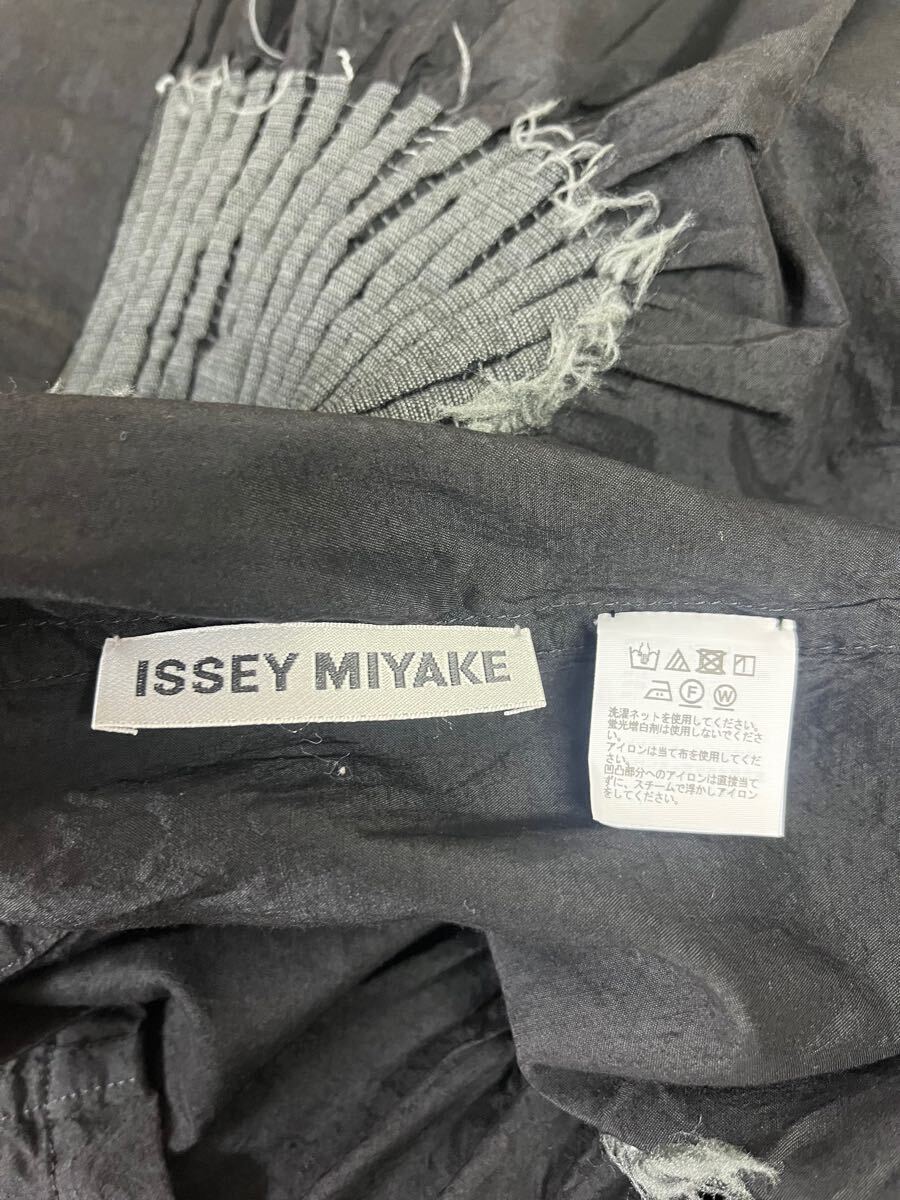 ISSEY MIYAKE
F W
洗濯ネットを使用してください。
蛍光増白剤は使用しないでくださ
い。
アイロンは当て布を使用してくだ
さい。
凹凸部分へのアイロンは直接当て
ずに、スチームで浮かしアイロン
をしてください。